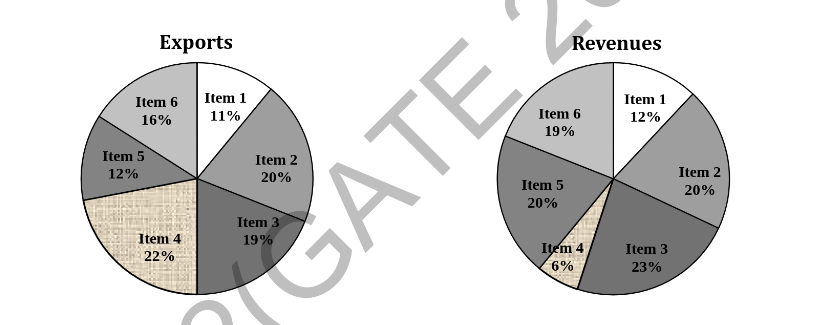 Exports
Item 1
11%
Item 2
20%
Item 3
19%
Item 4
22%
Item 5
12%
Item 6
16%
Revenues
Item 1
12%
Item 2
20%
Item 3
23%
Item 4
6%
Item 5
20%
Item 6
19%
(GATE 20